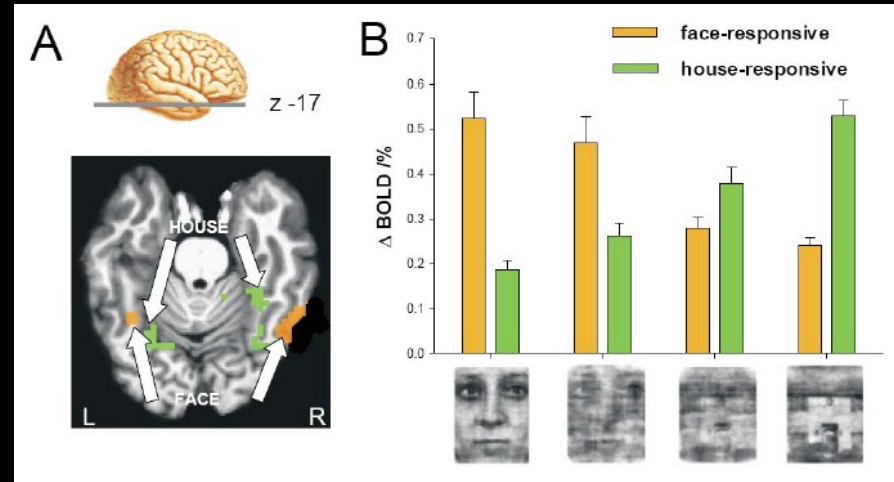 A
z -17
HOUSE
FACE
L
R
B
0.7
0.6
0.5
0.4
0.3
0.2
0.1
0.0
Δ BOLD /%
face-responsive
house-responsive